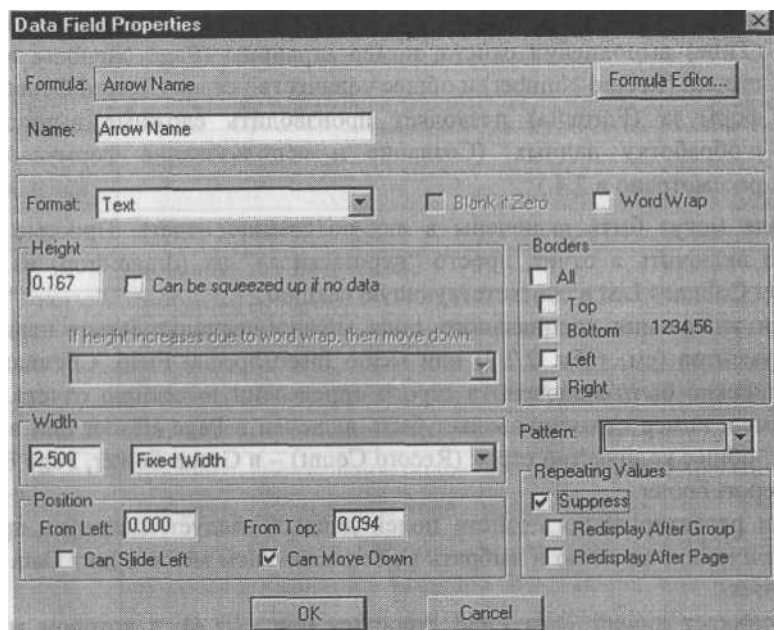 Data Field Properties
Formula: Arrow Name
Formula Editor...
Name: Arrow Name
Format: Text
Blank if Zero
Word Wrap
Height
0.167
Can be squeezed up if no data
If height increases due to word wrap, then move down:
Borders
All
Top
Bottom
Left
Right
1234,56
Width
2.500
Fixed Width
Pattern:
Position
From Left: 0.000
From Top: 0.094
Can Slide Left
Can Move Down
Repeating Values
Suppress
Redisplay After Group
Redisplay After Page
OK
Cancel